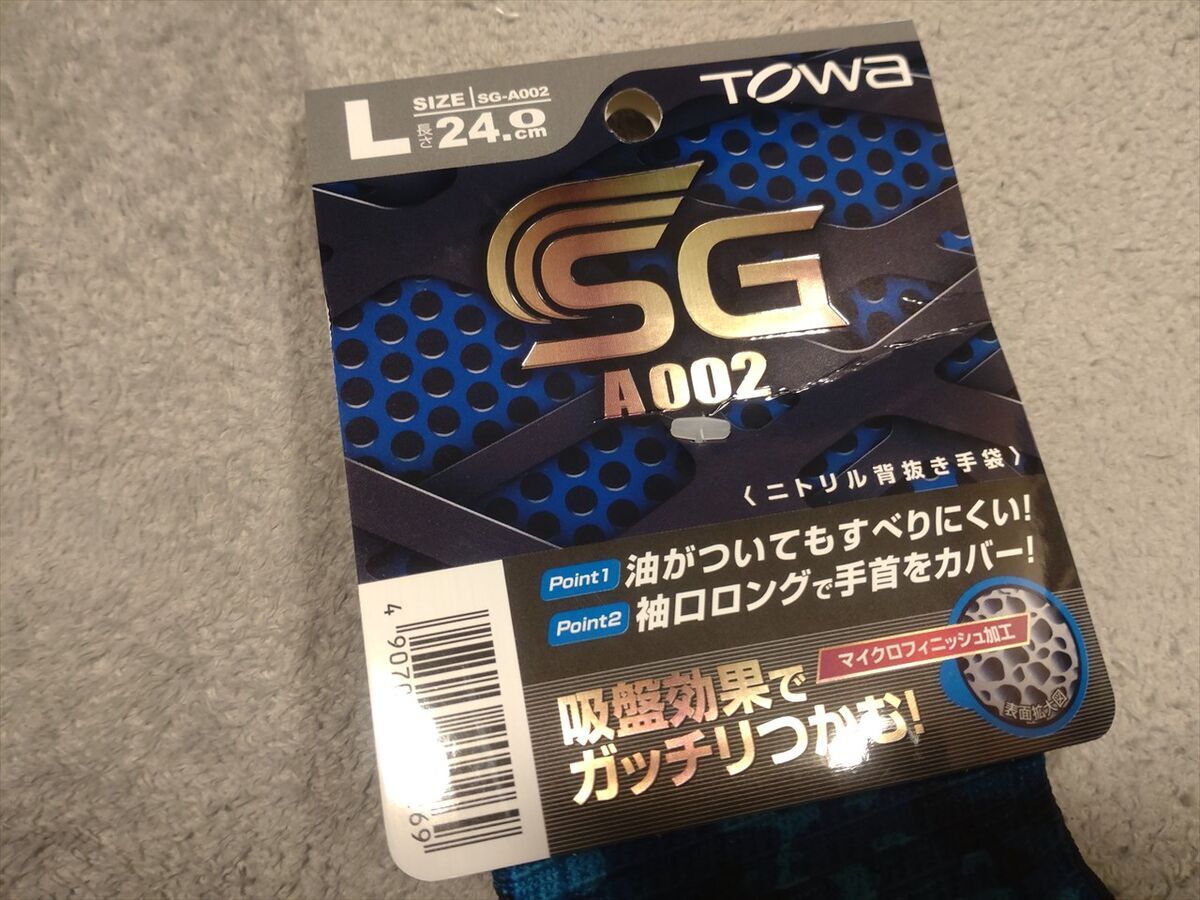 L
SIZE
SG-A002
長さ
24.0cm
TOWA
SG
A002
〈ニトリル背抜き手袋〉
Point1 油がついてもすべりにくい!
Point2 袖口ロングで手首をカバー!
マイクロフィニッシュ加工
吸盤効果で
ガッチリつかむ!
表面拡大図